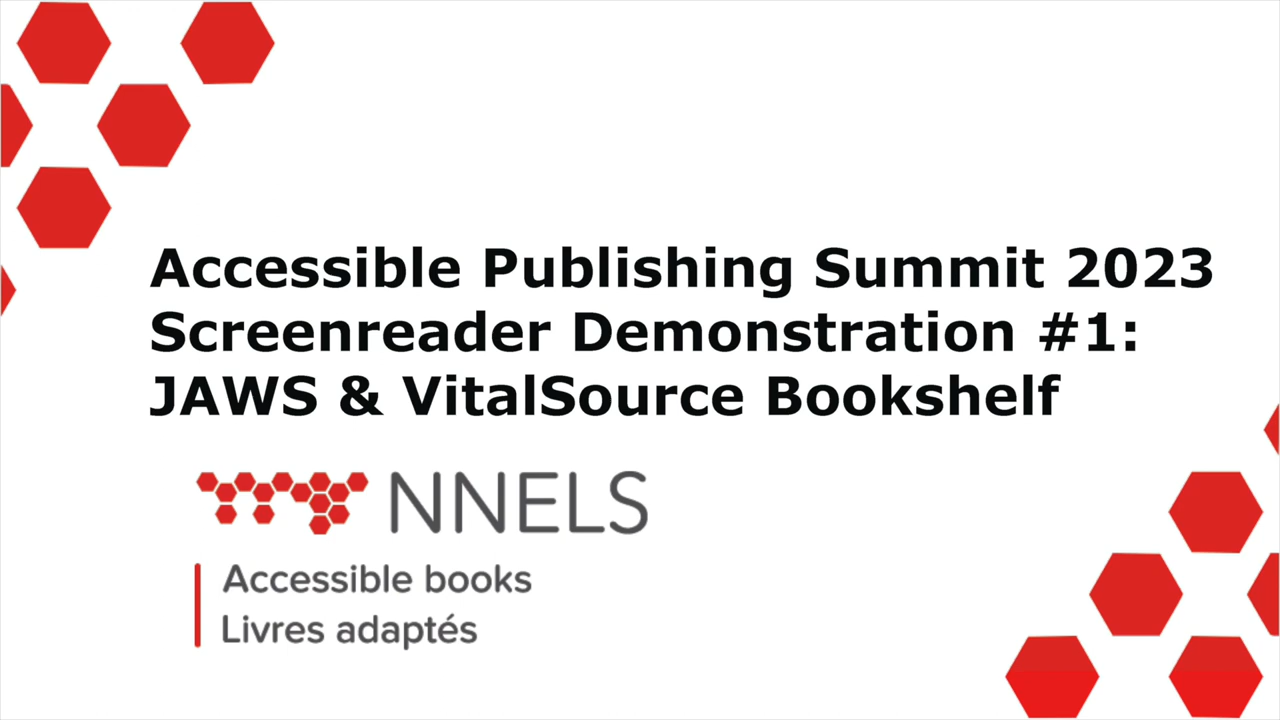 Accessible Publishing Summit 2023
Screenreader Demonstration #1:
JAWS & VitalSource Bookshelf
NNELS
Accessible books
Livres adaptés